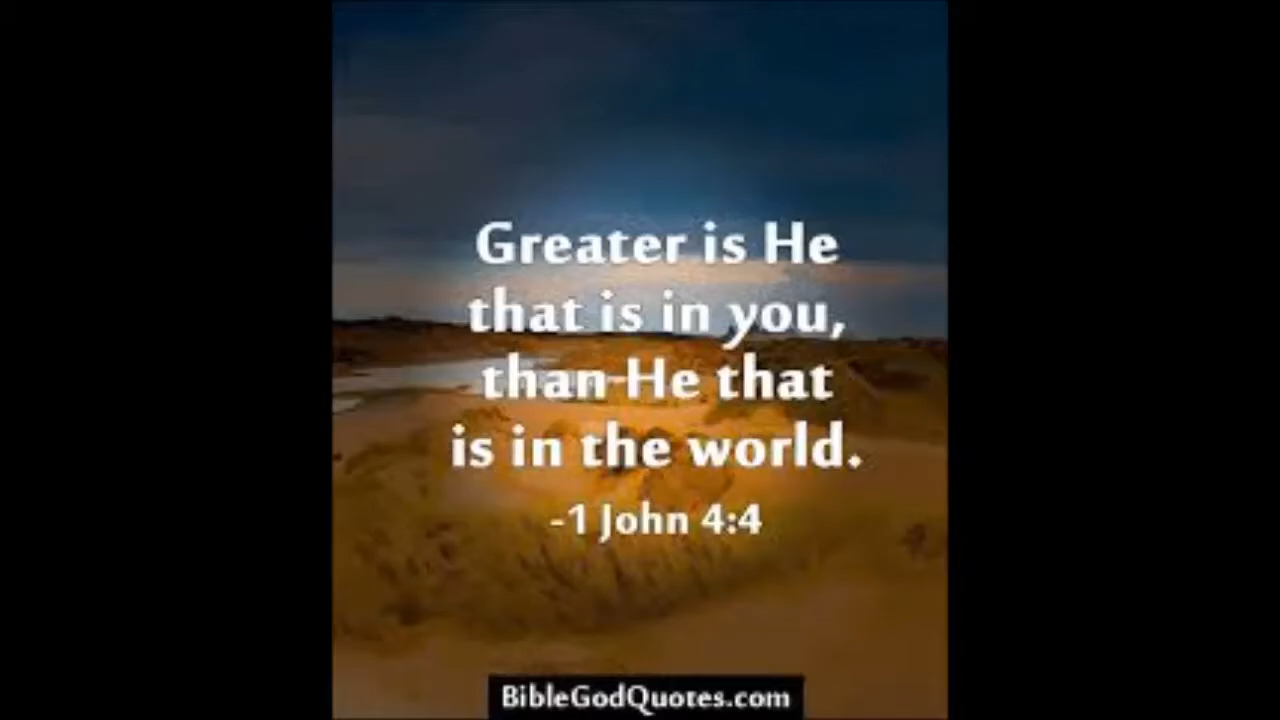 Greater is He
that is in you,
than He that
is in the world.
-1 John 4:4
BibleGodQuotes.com